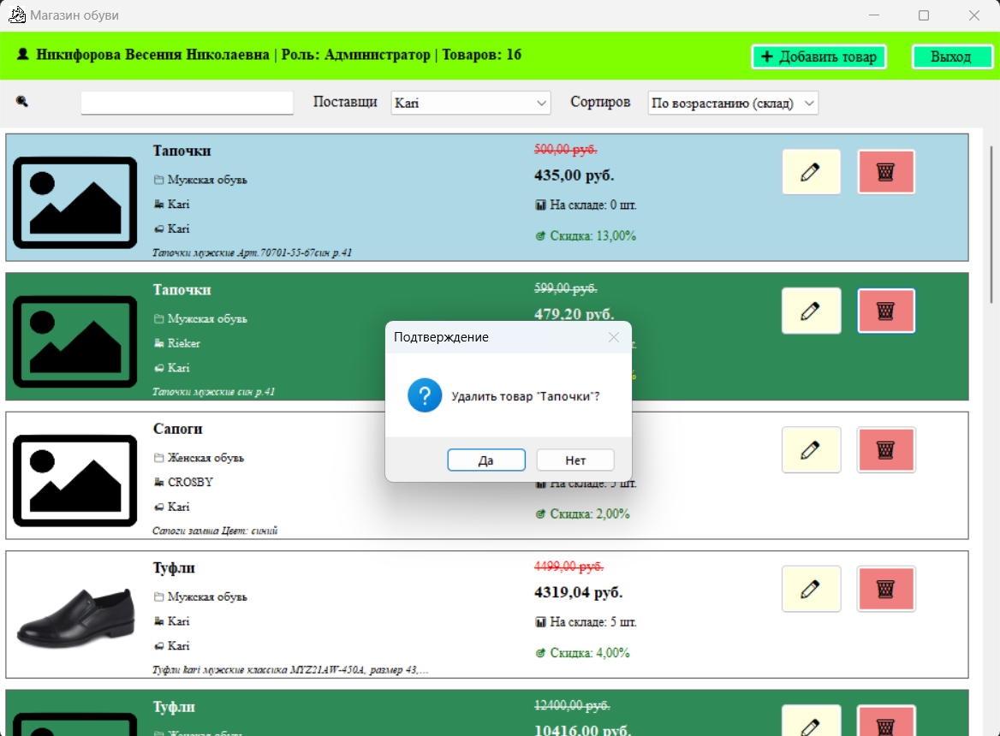 Магазин обуви
Никифорова Весения Николаевна | Роль: Администратор | Товаров: 16
+ Добавить товар
Выход
Поставщи
Kari
Сортиров
По возрастанию (склад)
Тапочки
Мужская обувь
Kari
Kari
Тапочки мужские Арт.70701-55-67син р.41
500,00 руб.
435,00 руб.
На складе: 0 шт.
Скидка: 13,00%
Тапочки
Мужская обувь
Rieker
Kari
Тапочки мужские син р.41
599,00 руб.
479,20 руб.
Подтверждение
Удалить товар "Тапочки"?
Да
Нет
Сапоги
Женская обувь
CROSBY
Kari
Сапоги замша Цвет: синий
На складе: 5 шт.
Скидка: 2,00%
Туфли
Мужская обувь
Kari
Kari
Туфли kari мужские классика MYZ21AW-450A, размер 43,...
4499,00 руб.
4319,04 руб.
На складе: 5 шт.
Скидка: 4,00%
Туфли
Женская обувь
12400,00 руб.
10416,00 руб.